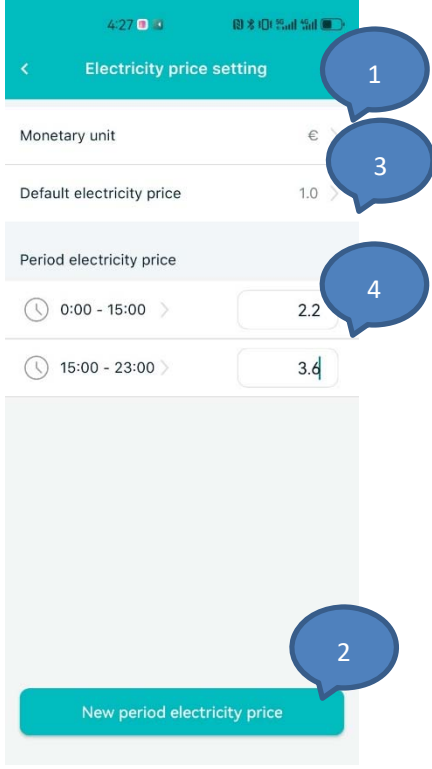 4:27
Electricity price setting
1
Monetary unit €
3
Default electricity price 1.0
Period electricity price
4
0:00 - 15:00 2.2
15:00 - 23:00 3.6
2
New period electricity price